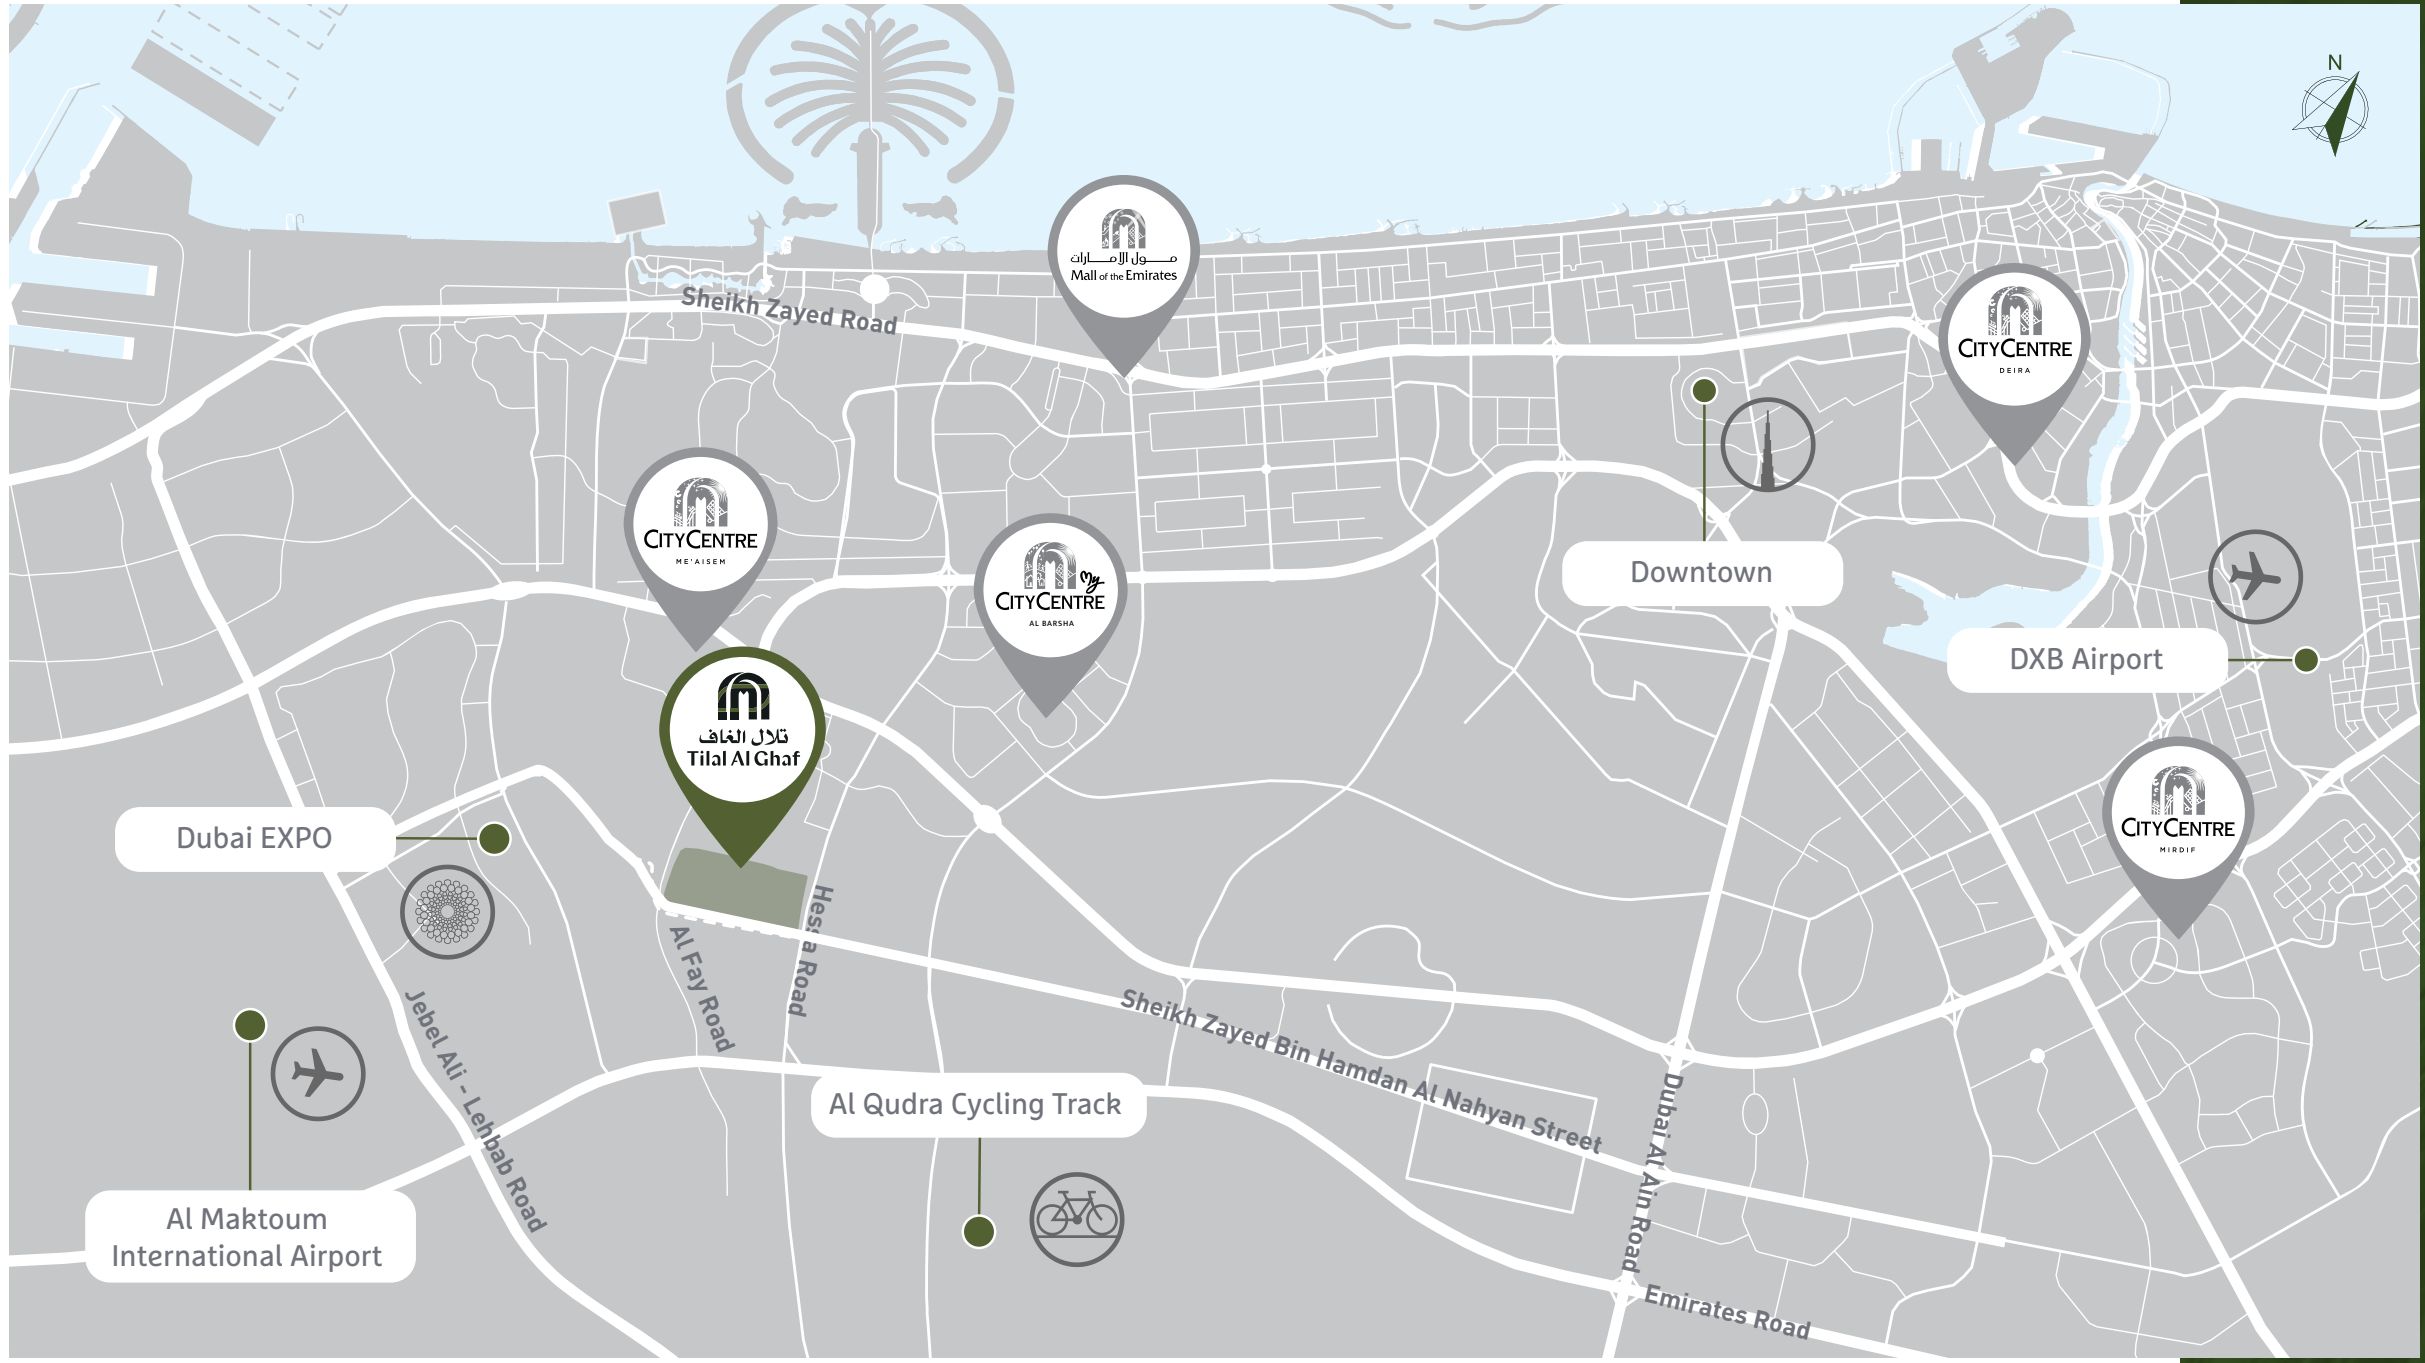 N
مول الإمارات
Mall of the Emirates
Sheikh Zayed Road
CITY CENTRE
DEIRA
CITY CENTRE
ME'AISEM
My
CITY CENTRE
AL BARSHA
Downtown
DXB Airport
تلال الغاف
Tilal Al Ghaf
CITY CENTRE
MIRDIF
Dubai EXPO
Hessa Road
Al Fay Road
Jebel Ali - Lehbab Road
Sheikh Zayed Bin Hamdan Al Nahyan Street
Al Qudra Cycling Track
Dubai Al Ain Road
Al Maktoum
International Airport
Emirates Road